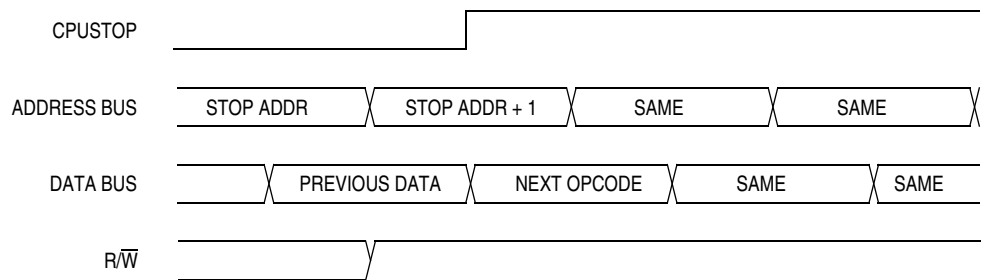 CPUSTOP
ADDRESS BUS STOP ADDR STOP ADDR + 1 SAME SAME
DATA BUS PREVIOUS DATA NEXT OPCODE SAME SAME
R/W̅